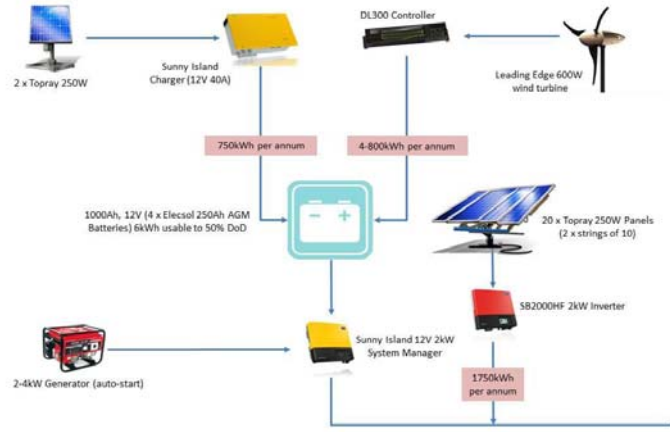 DL300 Controller
2 x Topray 250W
Sunny Island
Charger (12V 40A)
Leading Edge 600W
wind turbine
750kWh per annum
4-800kWh per annum
1000Ah, 12V (4 x Elecsol 250Ah AGM
Batteries) 6kWh usable to 50% DoD
20 x Topray 250W Panels
(2 x strings of 10)
SB2000HF 2kW Inverter
Sunny Island 12V 2kW
System Manager
2-4kW Generator (auto-start)
1750kWh
per annum